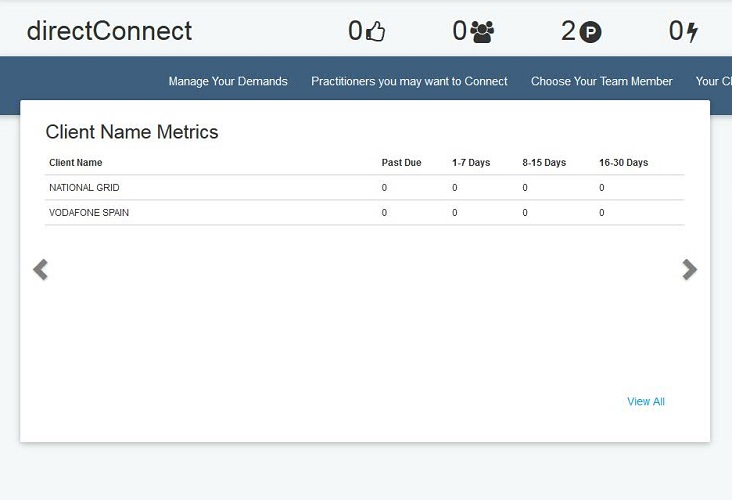 directConnect 0 0 2 P 0
Manage Your Demands Practitioners you may want to Connect Choose Your Team Member Your Cl
Client Name Metrics
Client Name Past Due 1-7 Days 8-15 Days 16-30 Days
NATIONAL GRID 0 0 0 0
VODAFONE SPAIN 0 0 0 0
View All